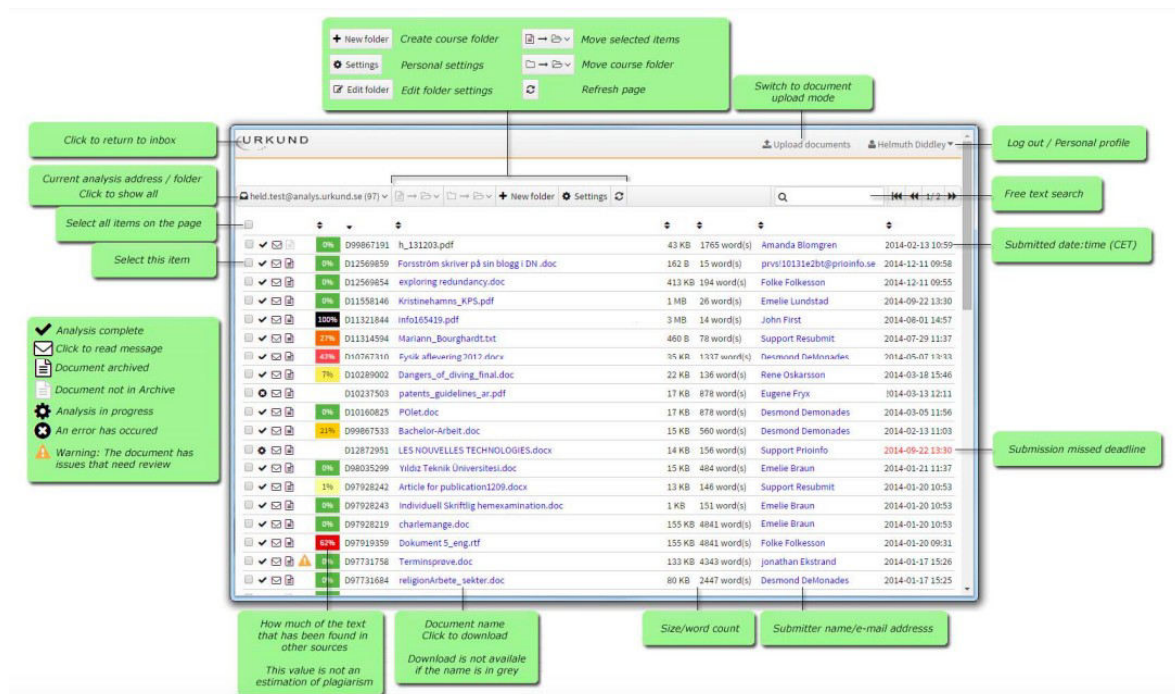 New folder Create course folder Move selected items
Settings Personal settings Move course folder
Edit folder Edit folder settings Refresh page
Switch to document
upload mode
Click to return to inbox
URKUND
Upload documents Helmuth Diddley
Log out / Personal profile
Current analysis address / folder
Click to show all
held.test@analys.urkund.se (97) New folder Settings 1/ 2
Free text search
Select all items on the page
0% D99867191 h_131203.pdf 43 KB 1765 word(s) Amanda Blomgren 2014-02-13 10:59
Submitted date:time (CET)
Select this item
0% D12569859 Forsström skriver på sin blogg i DN .doc 162 B 15 word(s) prvs!10131e2bt@prioinfo.se 2014-12-11 09:58
0% D12569854 exploring redundancy.doc 413 KB 194 word(s) Folke Folkesson 2014-12-11 09:55
0% D11558146 Kristinehamns_KPS.pdf 1 MB 26 word(s) Emelie Lundstad 2014-09-22 13:30
100% D11321844 info165419.pdf 3 MB 14 word(s) John First 2014-08-01 14:57
27% D11314594 Mariann_Bourghardt.txt 460 B 78 word(s) Support Resubmit 2014-07-29 11:37
42% D10767310 Fysik aflevering2012.docx 35 KB 1337 word(s) Desmond DeMonades 2014-05-07 13:33
7% D10289002 Dangers_of_diving_final.doc 22 KB 136 word(s) Rene Oskarsson 2014-03-18 15:46
D10237503 patents_guidelines_ar.pdf 17 KB 878 word(s) Eugene Fryx !014-03-13 12:11
0% D10160825 POlet.doc 17 KB 878 word(s) Desmond Demonades 2014-03-05 11:56
21% D99867533 Bachelor-Arbeit.doc 15 KB 560 word(s) Desmond Demonades 2014-02-13 11:03
D12872951 LES NOUVELLES TECHNOLOGIES.docx 14 KB 156 word(s) Support Prioinfo 2014-09-22 13:30
Submission missed deadline
0% D98035299 Yıldız Teknik Üniversitesi.doc 15 KB 484 word(s) Emelie Braun 2014-01-21 11:37
1% D97928242 Article for publication1209.docx 13 KB 146 word(s) Support Resubmit 2014-01-20 10:53
0% D97928243 Individuell Skriftlig hemexamination.doc 1 KB 151 word(s) Emelie Braun 2014-01-20 10:53
0% D97928219 charlemange.doc 155 KB 4841 word(s) Emelie Braun 2014-01-20 10:53
62% D97919359 Dokument 5_eng.rtf 155 KB 4841 word(s) Folke Folkesson 2014-01-20 09:31
0% D97731758 Terminsprøve.doc 133 KB 4343 word(s) jonathan Ekstrand 2014-01-17 15:26
0% D97731684 religionArbete_sekter.doc 80 KB 2447 word(s) Desmond DeMonades 2014-01-17 15:25
Analysis complete
Click to read message
Document archived
Document not in Archive
Analysis in progress
An error has occured
Warning: The document has
issues that need review
How much of the text
that has been found in
other sources
This value is not an
estimation of plagiarism
Document name
Click to download
Download is not availale
if the name is in grey
Size/word count
Submitter name/e-mail addresss